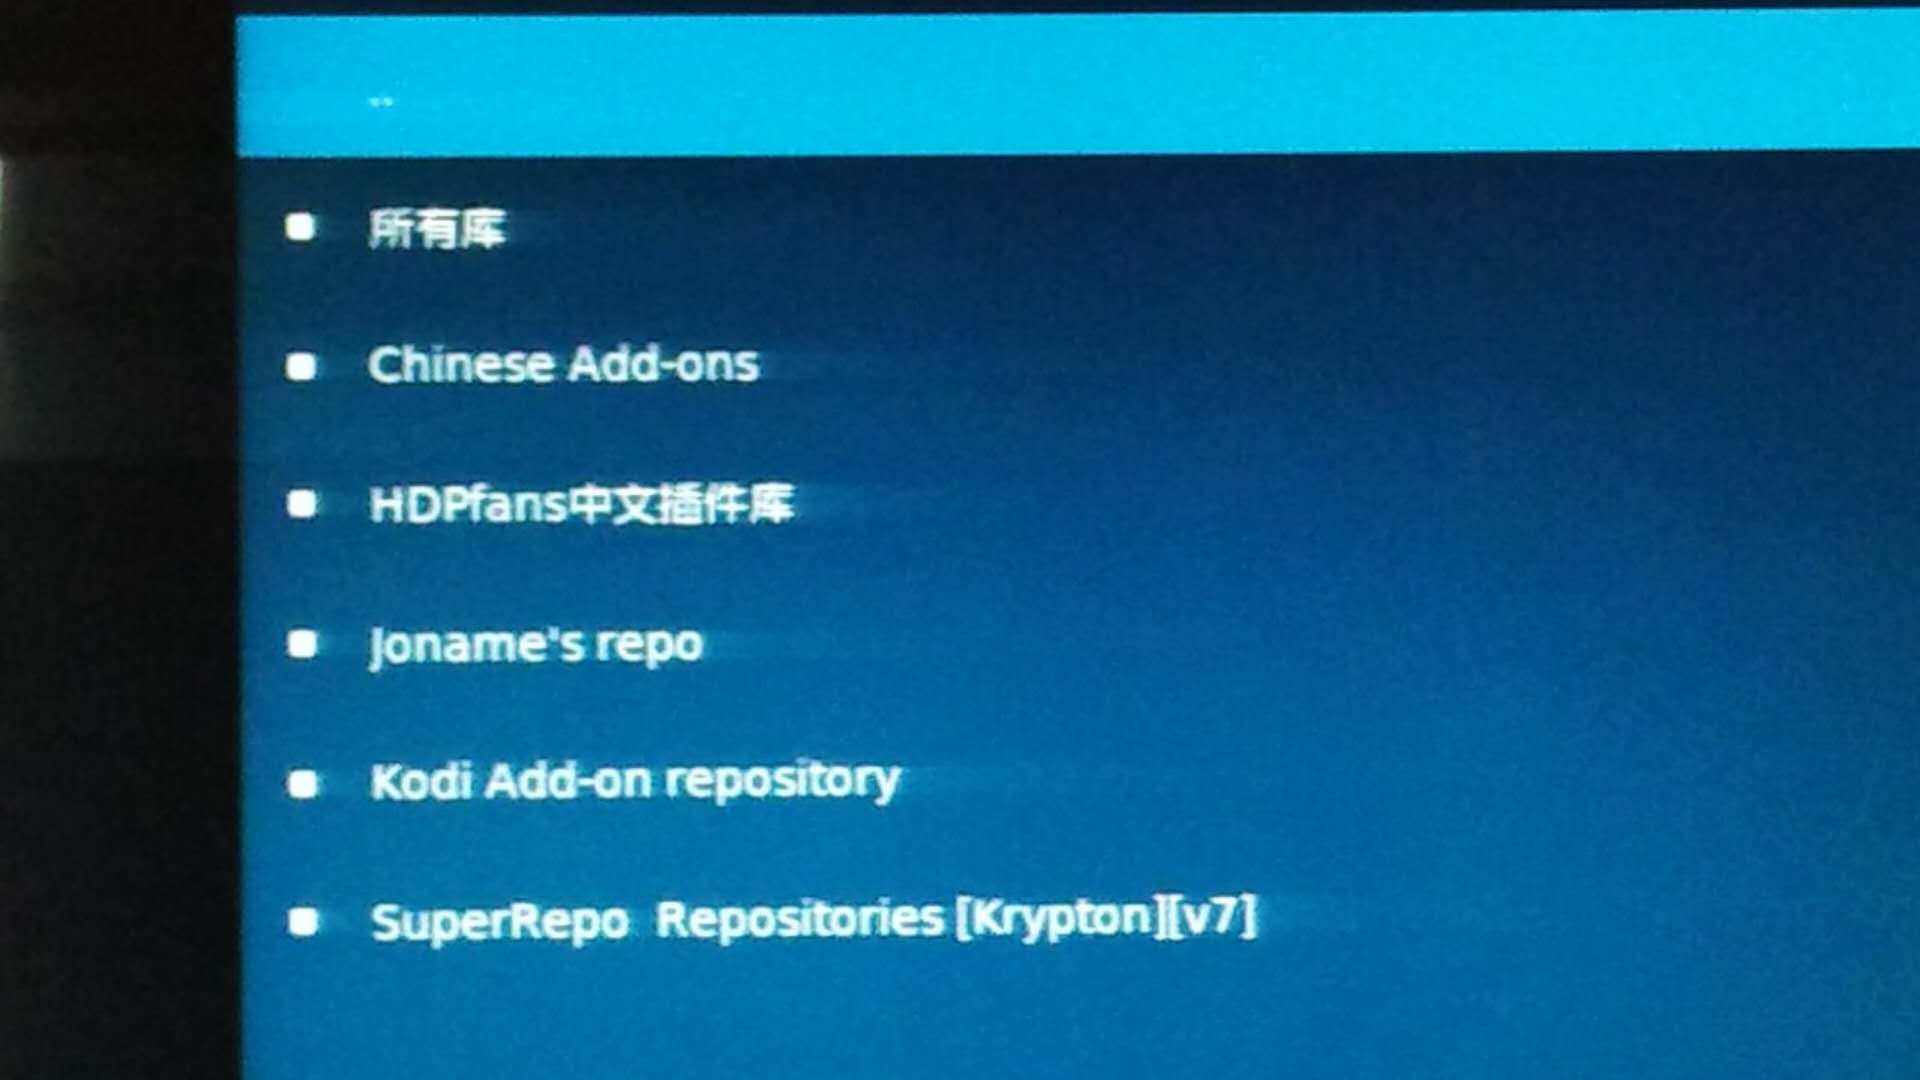 ..
所有库
Chinese Add-ons
HDPfans中文插件库
Joname's repo
Kodi Add-on repository
SuperRepo Repositories [Krypton][v7]